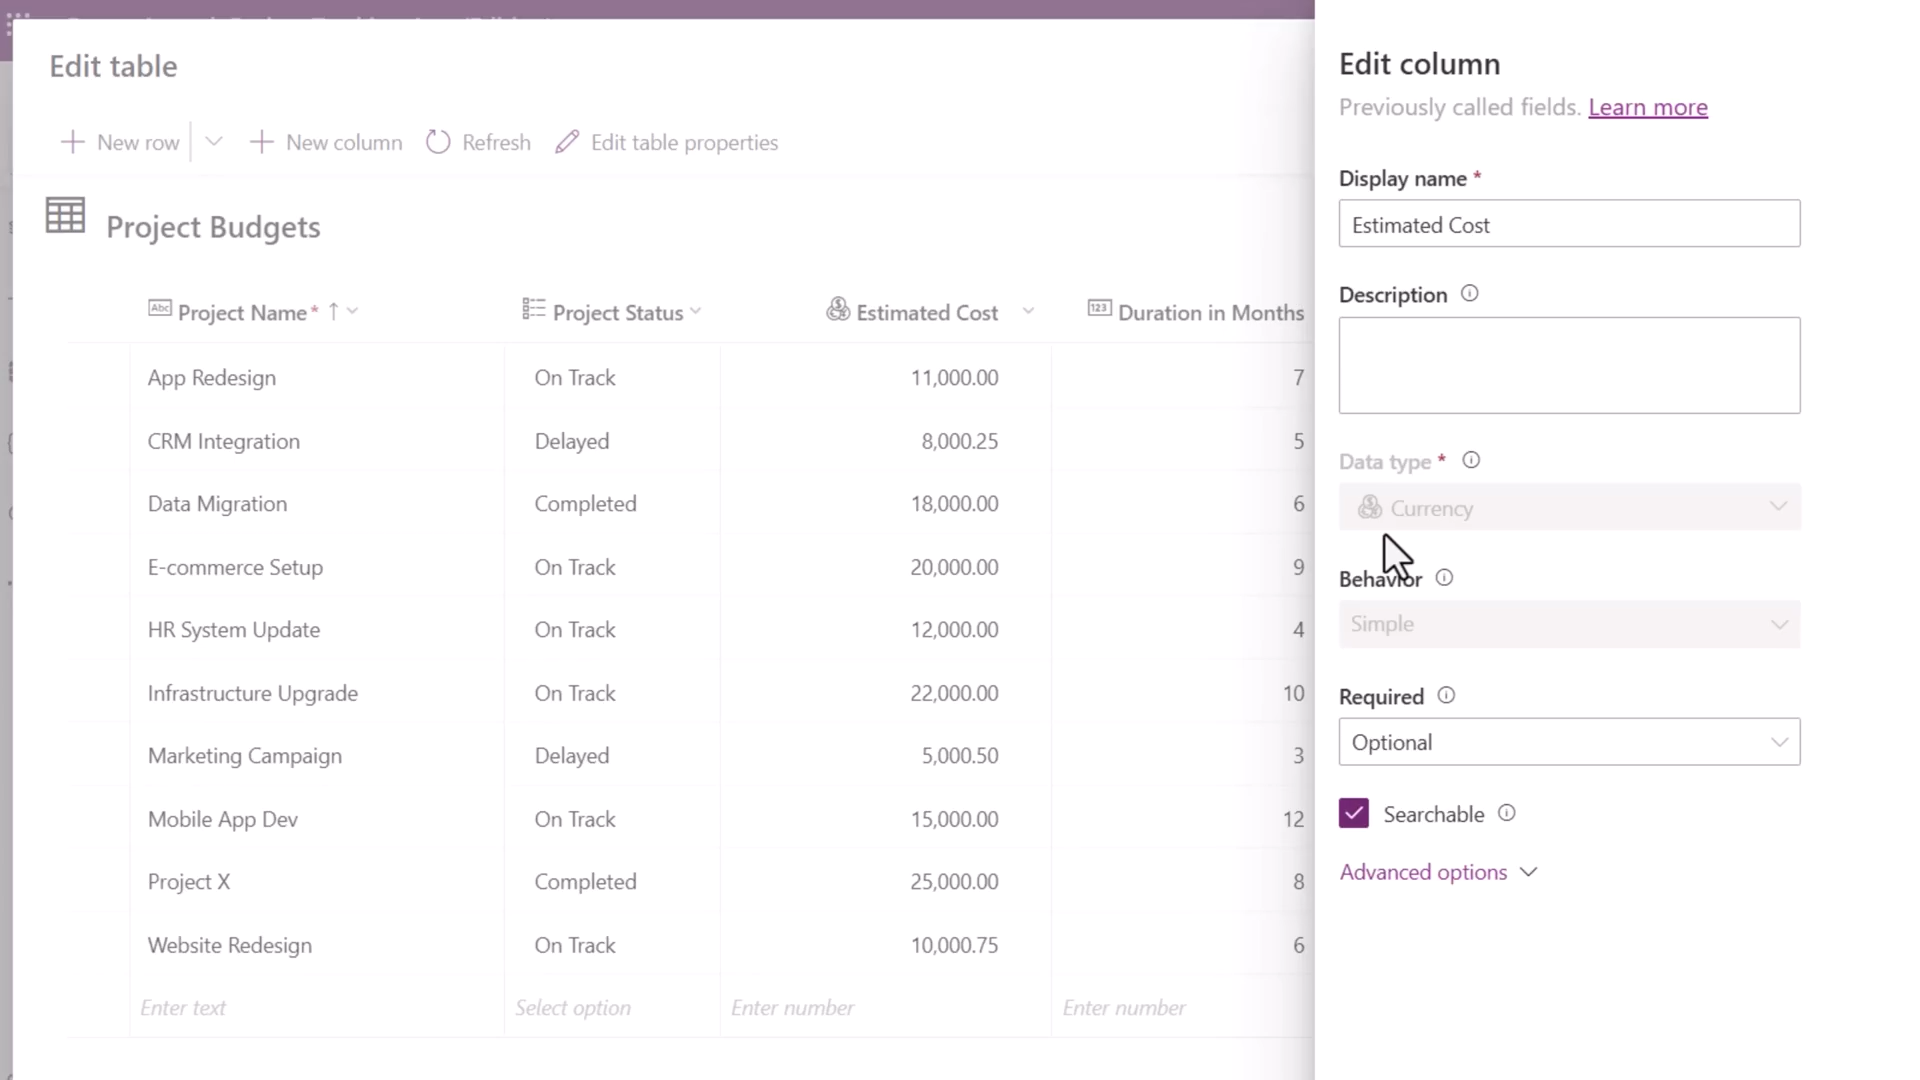 Edit table
New row
New column
Refresh
Edit table properties
Project Budgets
Abc Project Name* Project Status Estimated Cost 123 Duration in Months
App Redesign On Track 11,000.00 7
CRM Integration Delayed 8,000.25 5
Data Migration Completed 18,000.00 6
E-commerce Setup On Track 20,000.00 9
HR System Update On Track 12,000.00 4
Infrastructure Upgrade On Track 22,000.00 10
Marketing Campaign Delayed 5,000.50 3
Mobile App Dev On Track 15,000.00 12
Project X Completed 25,000.00 8
Website Redesign On Track 10,000.75 6
Enter text Select option Enter number Enter number
Edit column
Previously called fields. Learn more
Display name *
Estimated Cost
Description
Data type *
Currency
Behavior
Simple
Required
Optional
Searchable
Advanced options